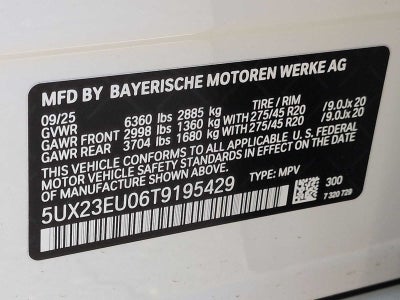 MFD BY BAYERISCHE MOTOREN WERKE AG
09/25 TIRE / RIM
GVWR 6360 lbs 2885 kg
GAWR FRONT 2998 lbs 1360 kg WITH 275/45 R20 /9.0Jx 20
GAWR REAR 3704 lbs 1680 kg WITH 275/45 R20 /9.0Jx 20
THIS VEHICLE CONFORMS TO ALL APPLICABLE U. S. FEDERAL
MOTOR VEHICLE SAFETY STANDARDS IN EFFECT ON THE DATE
OF MANUFACTURE SHOWN ABOVE.
5UX23EU06T9195429 TYPE: MPV 300
7 320 729